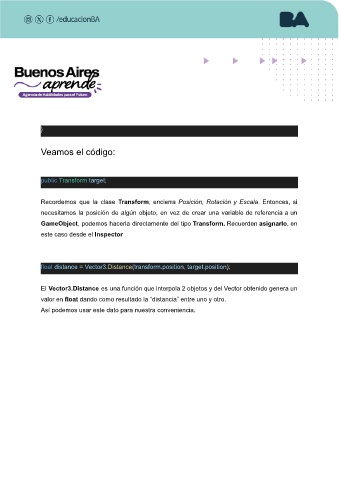 /educacionBA
BA
Buenos Aires
aprende
Agencia de Habilidades para el Futuro
}
Veamos el código:
public Transform target;
Recordemos que la clase Transform, encierra Posición, Rotación y Escala. Entonces, si
necesitamos la posición de algún objeto, en vez de crear una variable de referencia a un
GameObject, podemos hacerla directamente del tipo Transform. Recuerden asignarlo, en
este caso desde el Inspector
float distance = Vector3.Distance(transform.position, target.position);
El Vector3.Distance es una función que interpola 2 objetos y del Vector obtenido genera un
valor en float dando como resultado la "distancia" entre uno y otro.
Así podemos usar este dato para nuestra conveniencia.